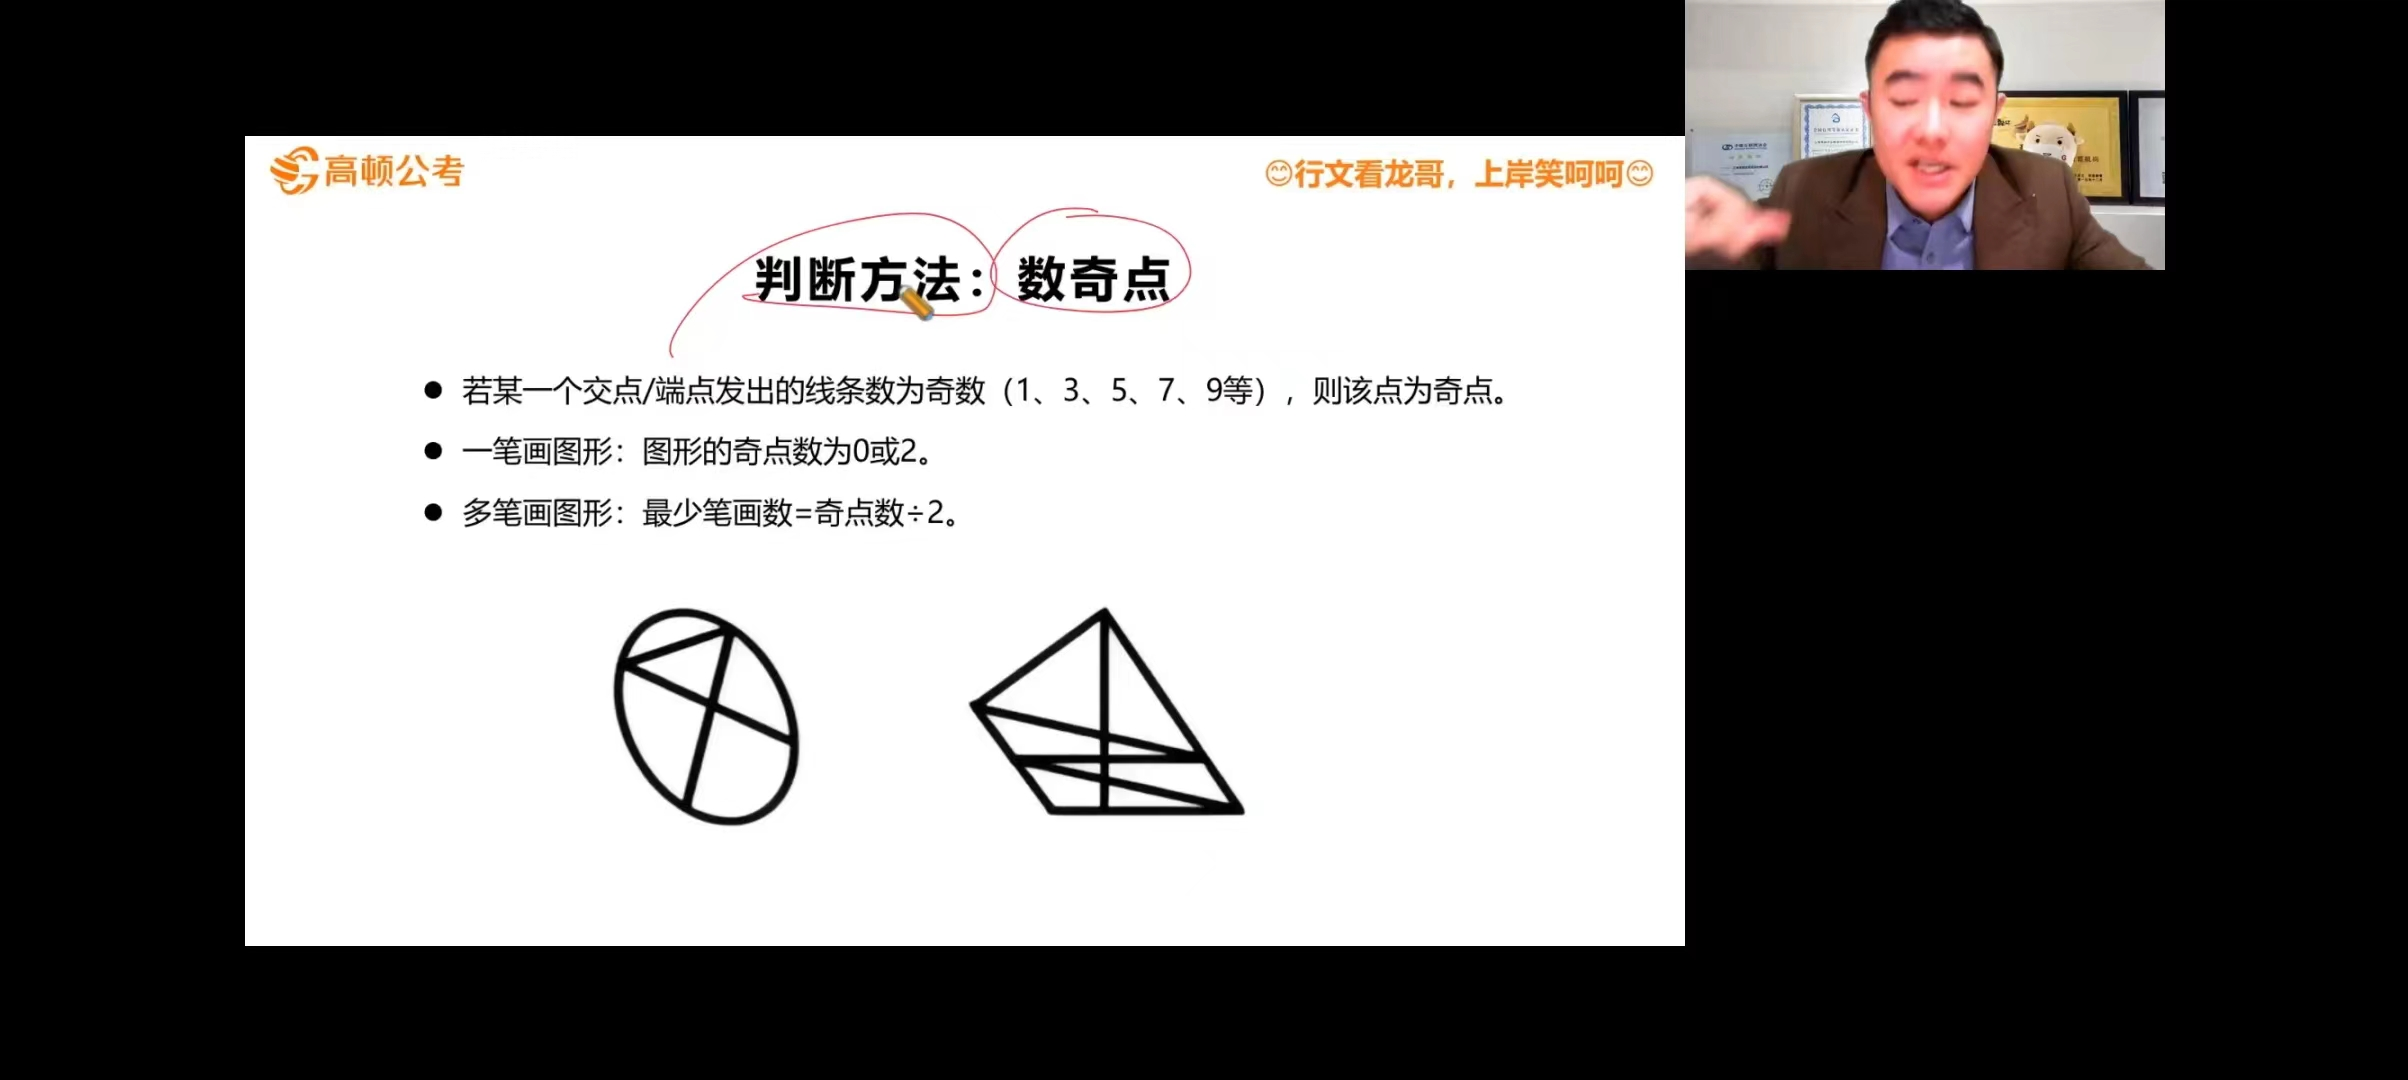 高顿公考
😊行文看龙哥，上岸笑呵呵😊
判断方法：数奇点
● 若某一个交点/端点发出的线条数为奇数（1、3、5、7、9等），则该点为奇点。
● 一笔画图形：图形的奇点数为0或2。
● 多笔画图形：最少笔画数=奇点数÷2。